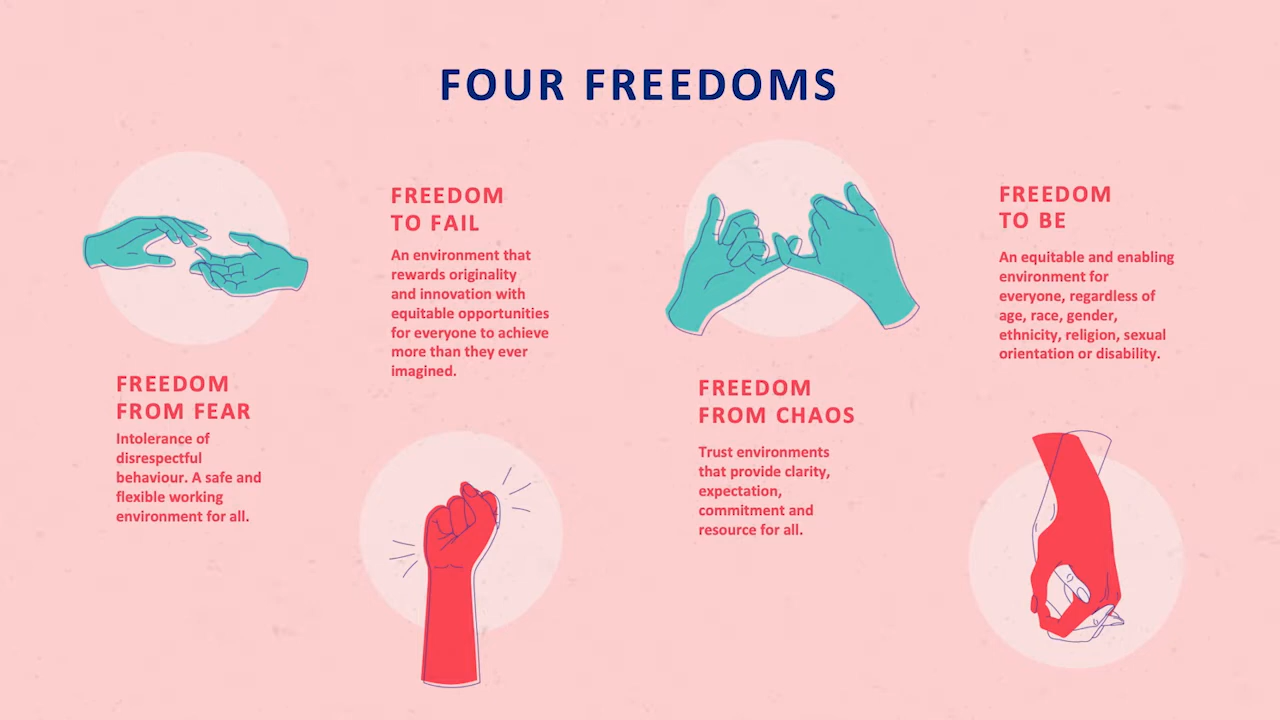 FOUR FREEDOMS
FREEDOM
FROM FEAR
Intolerance of
disrespectful
behaviour. A safe and
flexible working
environment for all.
FREEDOM
TO FAIL
An environment that
rewards originality
and innovation with
equitable opportunities
for everyone to achieve
more than they ever
imagined.
FREEDOM
FROM CHAOS
Trust environments
that provide clarity,
expectation,
commitment and
resource for all.
FREEDOM
TO BE
An equitable and enabling
environment for
everyone, regardless of
age, race, gender,
ethnicity, religion, sexual
orientation or disability.